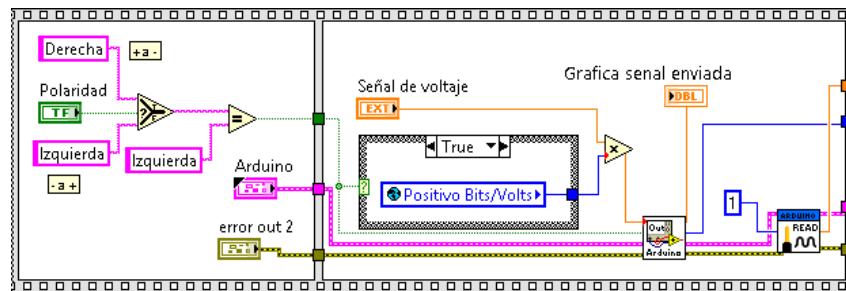 Derecha
+a -
Polaridad
TF
?
T
F
=
Izquierda
Izquierda
- a +
Arduino
error out 2
Señal de voltaje
EXT
True
?
Positivo Bits/Volts
x
Grafica senal enviada
DBL
Out
Arduino
1
ARDUINO
READ